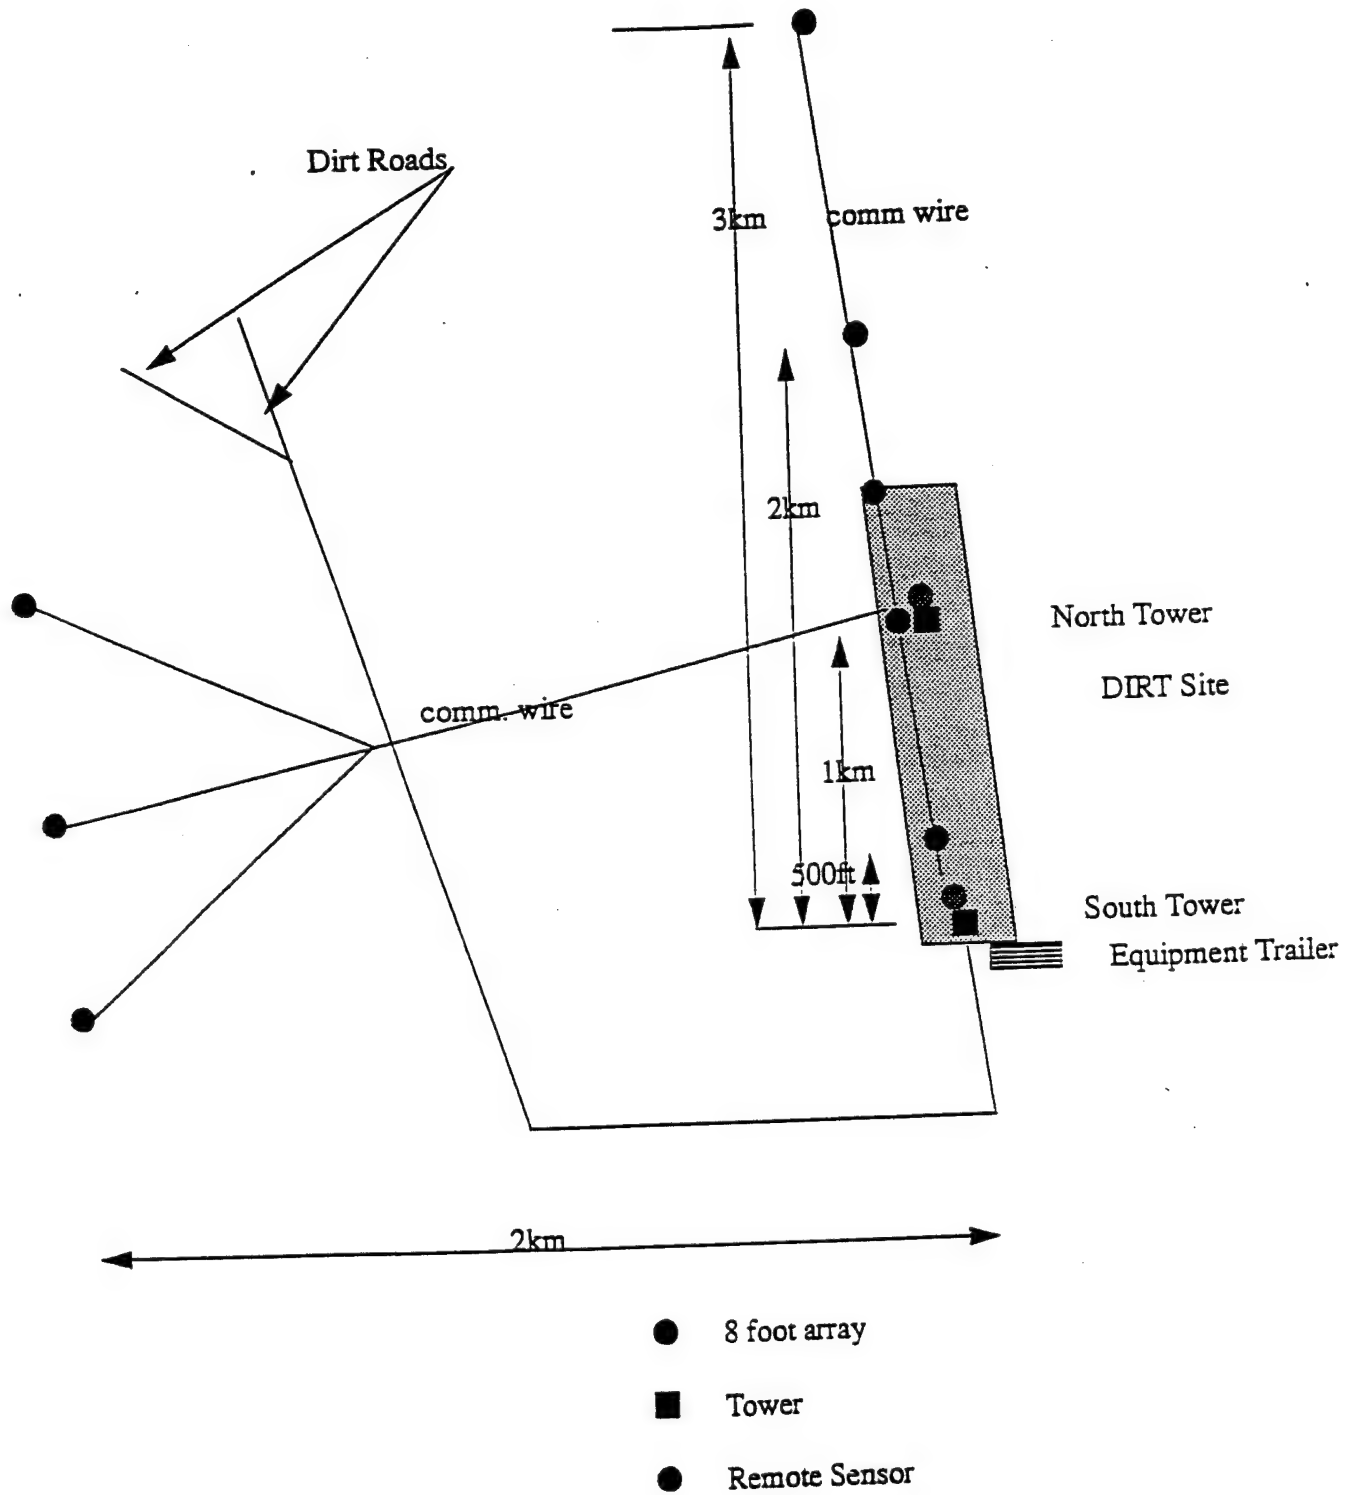 Dirt Roads
3km
comm wire
2km
North Tower
DIRT Site
comm. wire
1km
500ft
South Tower
Equipment Trailer
2km
8 foot array
Tower
Remote Sensor